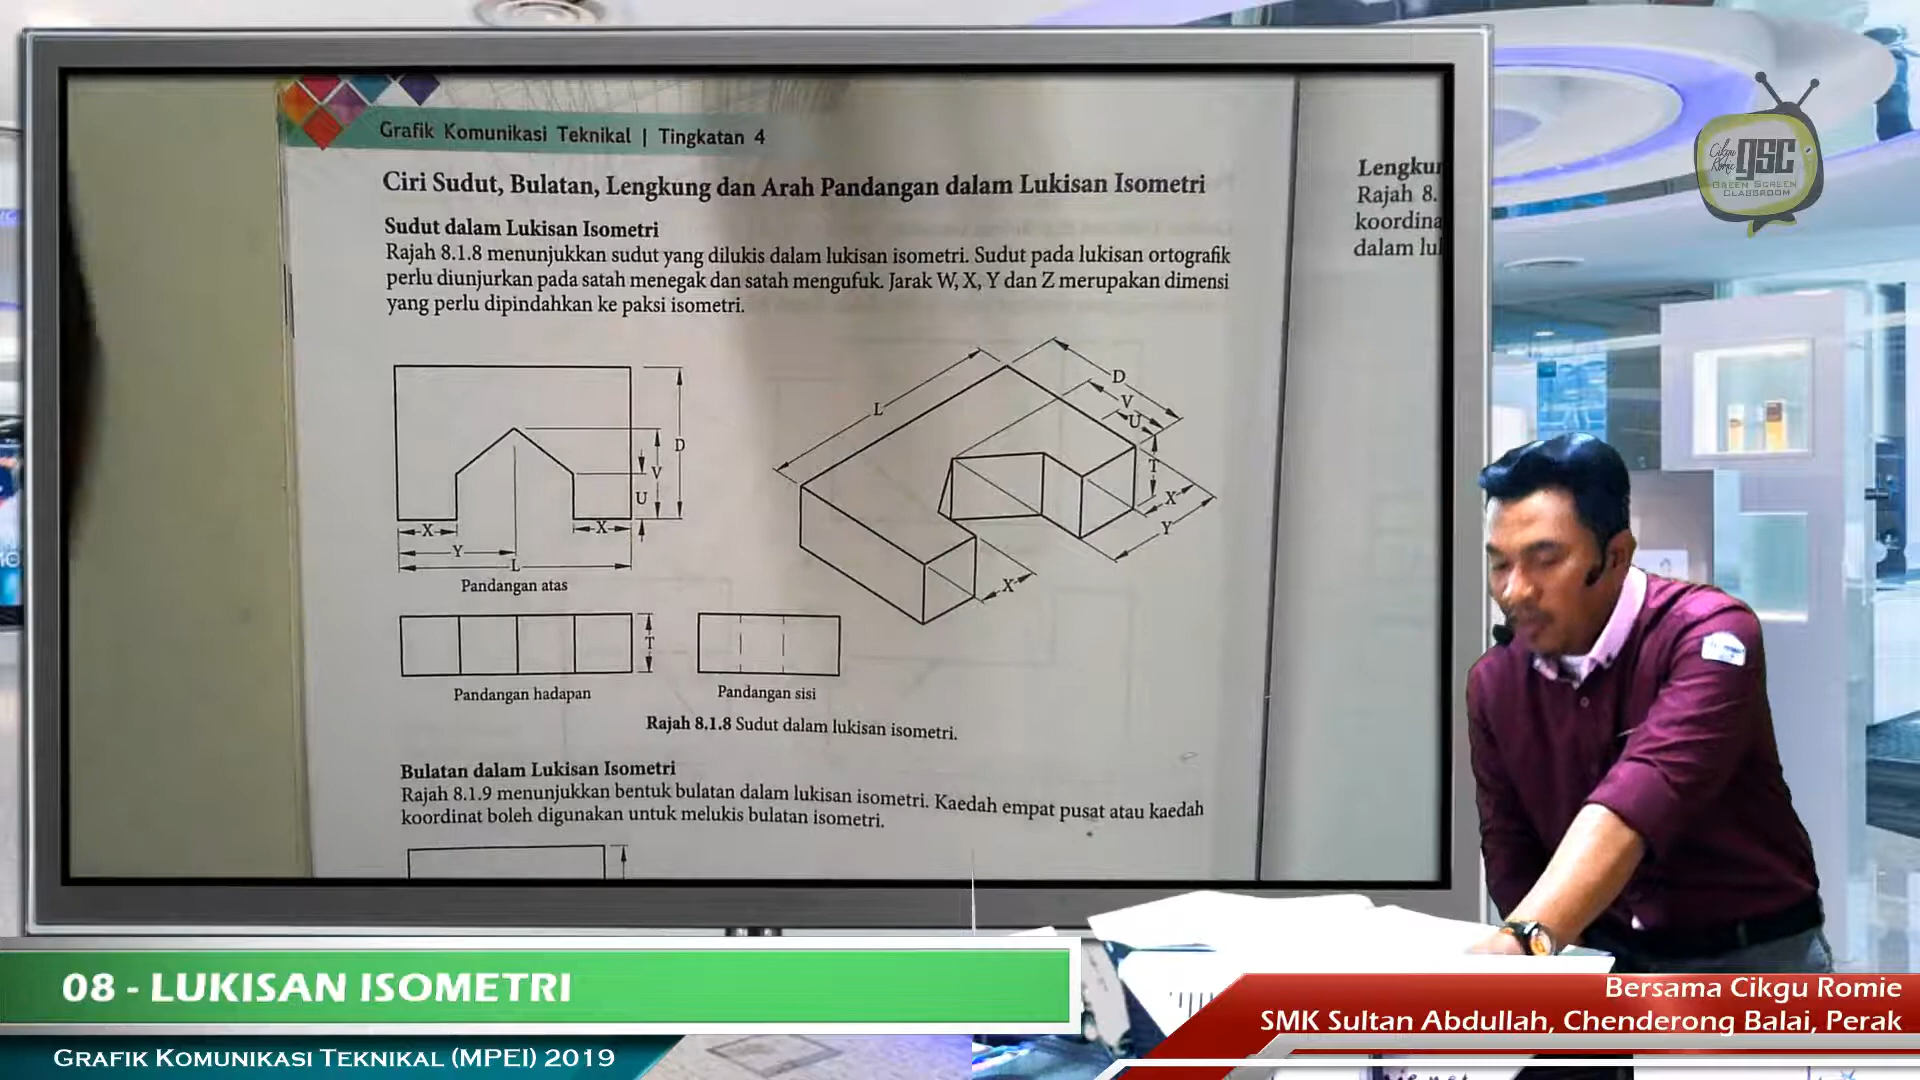 Grafik Komunikasi Teknikal | Tingkatan 4
Ciri Sudut, Bulatan, Lengkung dan Arah Pandangan dalam Lukisan Isometri
Sudut dalam Lukisan Isometri
Rajah 8.1.8 menunjukkan sudut yang dilukis dalam lukisan isometri. Sudut pada lukisan ortografik
perlu diunjurkan pada satah menegak dan satah mengufuk. Jarak W, X, Y dan Z merupakan dimensi
yang perlu dipindahkan ke paksi isometri.
D
V
U
X
X
Y
L
Pandangan atas
T
Pandangan hadapan
Pandangan sisi
L
D
V
U
T
X
Y
X
Rajah 8.1.8 Sudut dalam lukisan isometri.
Bulatan dalam Lukisan Isometri
Rajah 8.1.9 menunjukkan bentuk bulatan dalam lukisan isometri. Kaedah empat pusat atau kaedah
koordinat boleh digunakan untuk melukis bulatan isometri.
Lengkun
Rajah 8.
koordina
dalam luk
Cikgu Romie GSC
GREEN SCREEN
CLASSROOM
08 - LUKISAN ISOMETRI
GRAFIK KOMUNIKASI TEKNIKAL (MPEI) 2019
Bersama Cikgu Romie
SMK Sultan Abdullah, Chenderong Balai, Perak